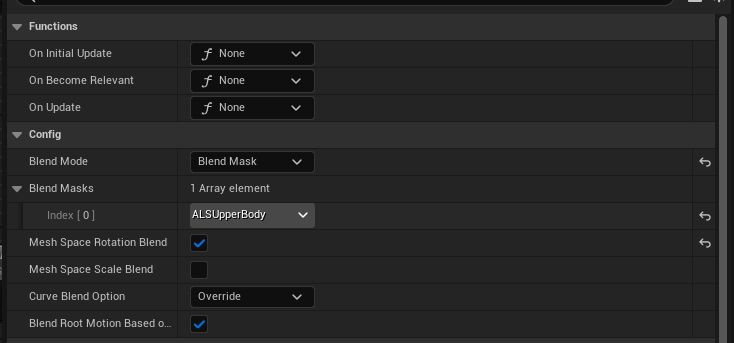 Functions
On Initial Update
None
On Become Relevant
None
On Update
None
Config
Blend Mode
Blend Mask
Blend Masks
1 Array element
Index [ 0 ]
ALSUpperBody
Mesh Space Rotation Blend
Mesh Space Scale Blend
Curve Blend Option
Override
Blend Root Motion Based o...